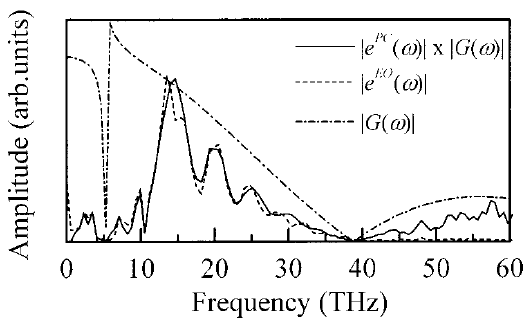 |e^PC(ω)| x |G(ω)|
|e^EO(ω)|
|G(ω)|
Amplitude (arb.units)
0 10 20 30 40 50 60
Frequency (THz)